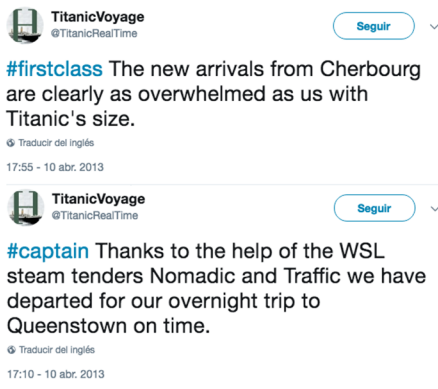 TitanicVoyage
@TitanicRealTime
Seguir
#firstclass The new arrivals from Cherbourg
are clearly as overwhelmed as us with
Titanic's size.
Traducir del inglés
17:55 - 10 abr. 2013
TitanicVoyage
@TitanicRealTime
Seguir
#captain Thanks to the help of the WSL
steam tenders Nomadic and Traffic we have
departed for our overnight trip to
Queenstown on time.
Traducir del inglés
17:10 - 10 abr. 2013